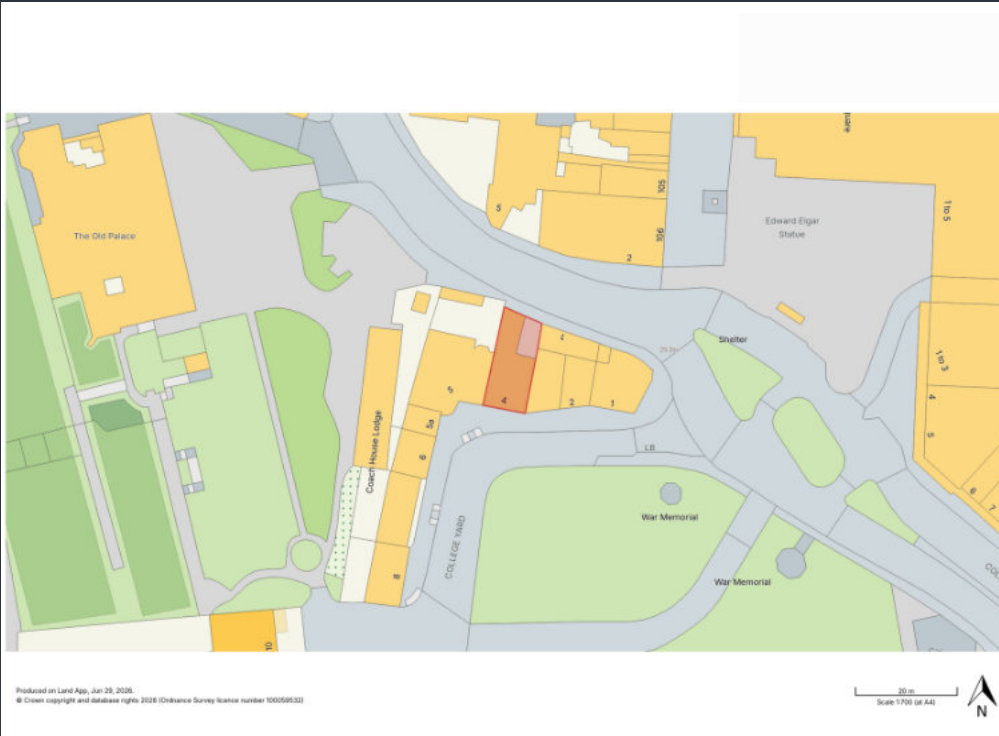 uare
105
106
5
2
The Old Palace
Edward Elgar
Statue
1 to 5
Shelter
1
1 to 3
5
4
2
1
4
5a
5
Coach House Lodge
6
LB
6
7
War Memorial
COLLEGE YARD
War Memorial
8
10
Produced on Land App, Jun 29, 2026.
© Crown copyright and database rights 2026 (Ordnance Survey licence number 100059532)
20 m
Scale 1:700 (at A4)
N